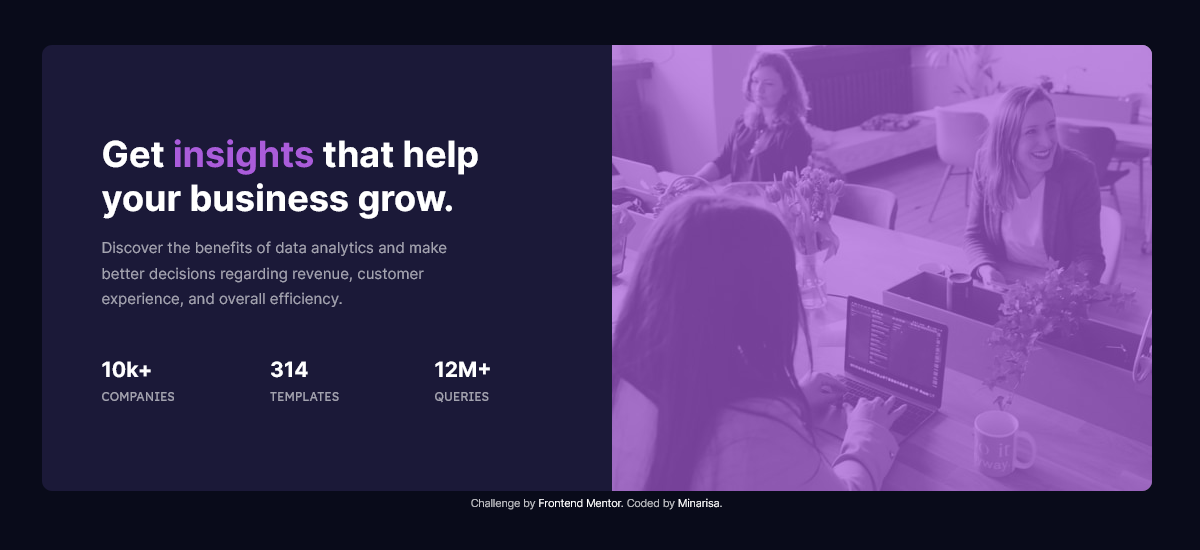 Get insights that help
your business grow.
Discover the benefits of data analytics and make
better decisions regarding revenue, customer
experience, and overall efficiency.
10k+ 314 12M+
COMPANIES TEMPLATES QUERIES
Challenge by Frontend Mentor. Coded by Minarisa.